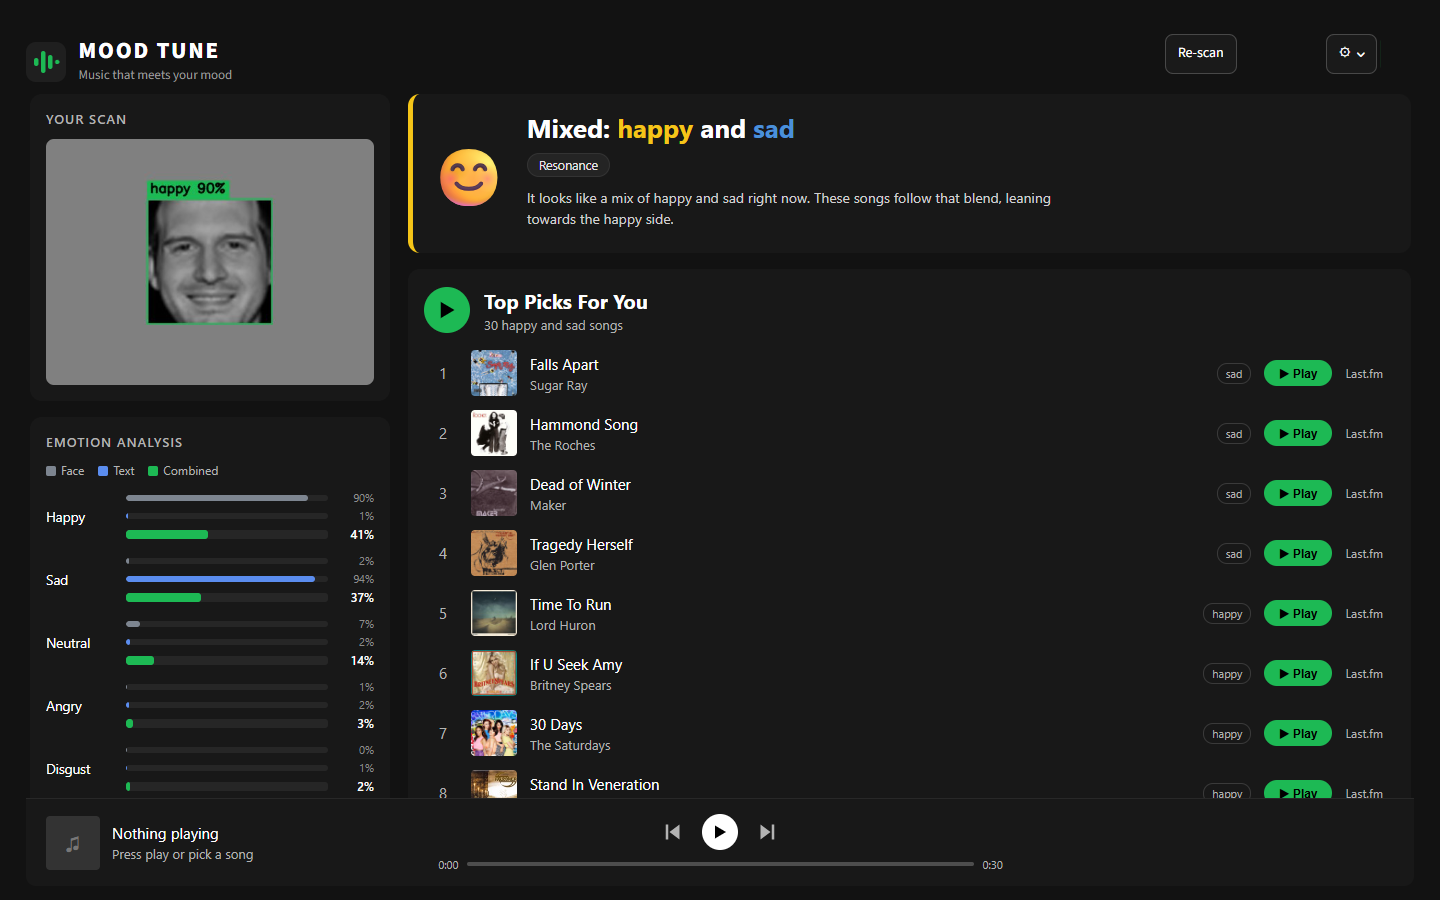 MOOD TUNE
Music that meets your mood
Re-scan
YOUR SCAN
happy 90%
Mixed: happy and sad
Resonance
It looks like a mix of happy and sad right now. These songs follow that blend, leaning
towards the happy side.
EMOTION ANALYSIS
Face Text Combined
Happy
90%
1%
41%
Sad
2%
94%
37%
Neutral
7%
2%
14%
Angry
1%
2%
3%
Disgust
0%
1%
2%
Top Picks For You
30 happy and sad songs
1 Falls Apart sad Play Last.fm
Sugar Ray
2 Hammond Song sad Play Last.fm
The Roches
3 Dead of Winter sad Play Last.fm
Maker
4 Tragedy Herself sad Play Last.fm
Glen Porter
5 Time To Run happy Play Last.fm
Lord Huron
6 If U Seek Amy happy Play Last.fm
Britney Spears
7 30 Days happy Play Last.fm
The Saturdays
8 Stand In Veneration happy Play Last.fm
Nothing playing
Press play or pick a song
0:00 0:30